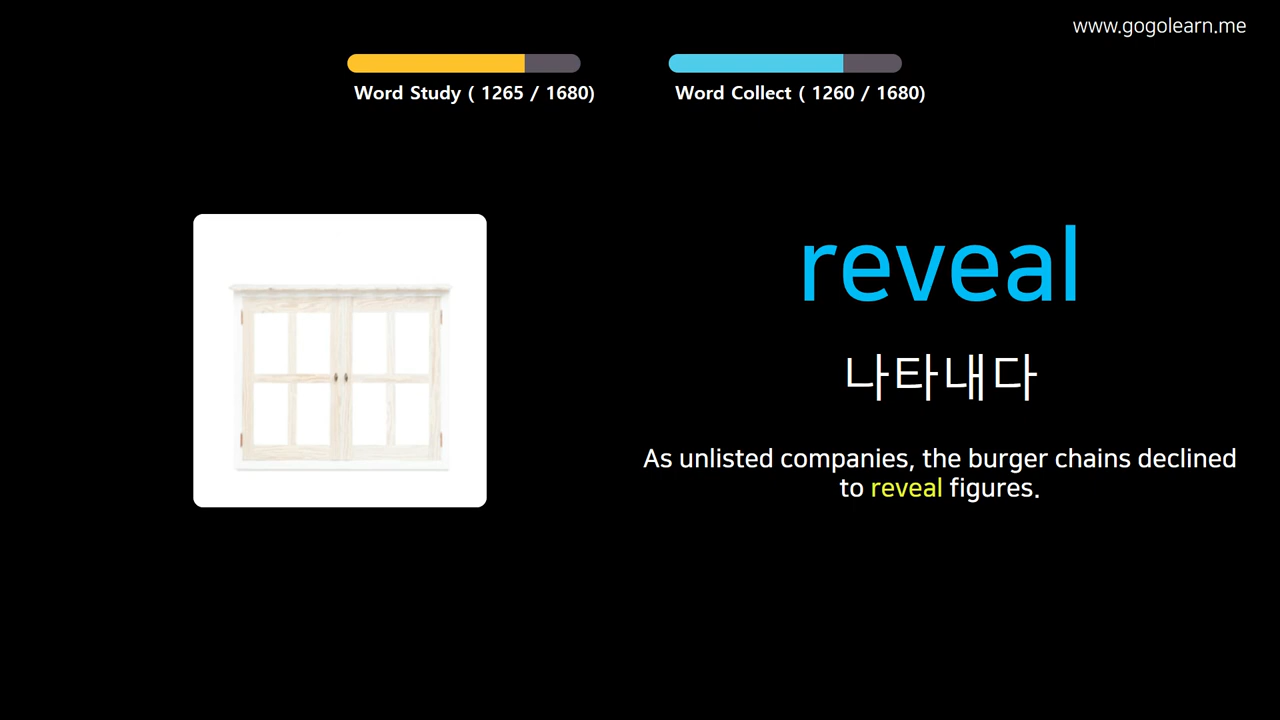 www.gogolearn.me
Word Study ( 1265 / 1680)
Word Collect ( 1260 / 1680)
reveal
나타내다
As unlisted companies, the burger chains declined
to reveal figures.